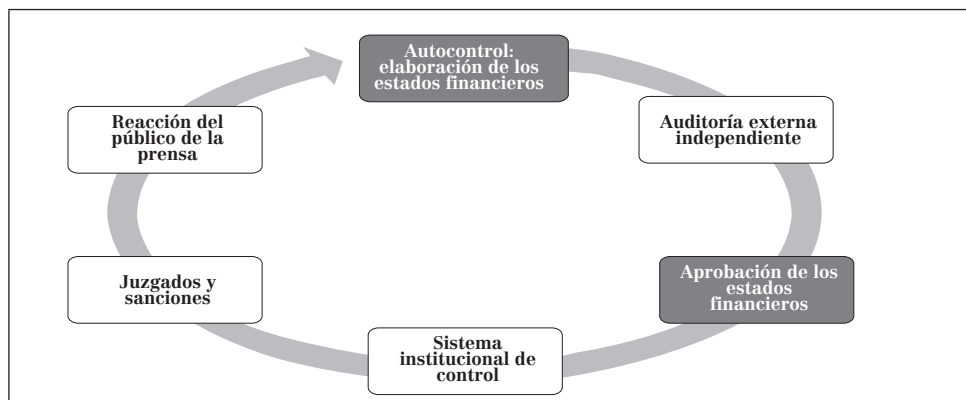 Autocontrol:
elaboración de los
estados financieros
Auditoría externa
independiente
Aprobación de los
estados
financieros
Sistema
institucional de
control
Juzgados y
sanciones
Reacción del
público de la
prensa